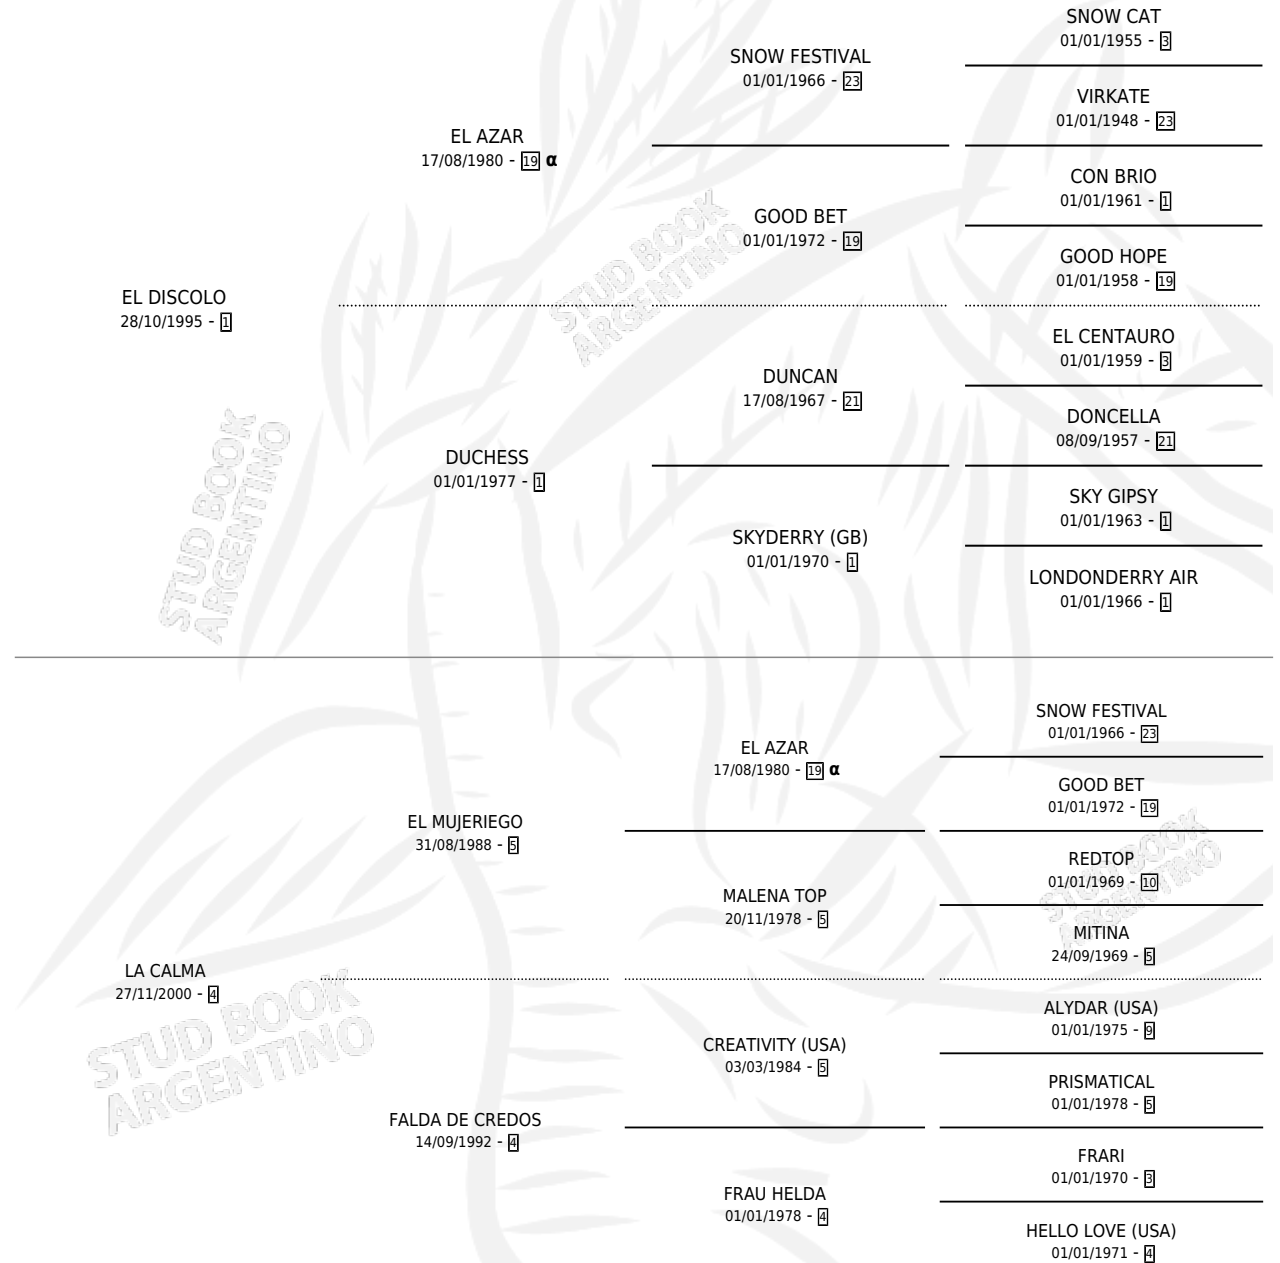 SNOW CAT
01/01/1955 - 3
SNOW FESTIVAL
01/01/1966 - 23
VIRKATE
01/01/1948 - 23
EL AZAR
17/08/1980 - 19 α
CON BRIO
01/01/1961 - 1
GOOD BET
01/01/1972 - 19
GOOD HOPE
01/01/1958 - 19
EL DISCOLO
28/10/1995 - 1
EL CENTAURO
01/01/1959 - 3
DUNCAN
17/08/1967 - 21
DONCELLA
08/09/1957 - 21
DUCHESS
01/01/1977 - 1
SKY GIPSY
01/01/1963 - 1
SKYDERRY (GB)
01/01/1970 - 1
LONDONDERRY AIR
01/01/1966 - 1
SNOW FESTIVAL
01/01/1966 - 23
EL AZAR
17/08/1980 - 19 α
GOOD BET
01/01/1972 - 19
EL MUJERIEGO
31/08/1988 - 5
REDTOP
01/01/1969 - 10
MALENA TOP
20/11/1978 - 5
MITINA
24/09/1969 - 5
LA CALMA
27/11/2000 - 4
ALYDAR (USA)
01/01/1975 - 9
CREATIVITY (USA)
03/03/1984 - 5
PRISMATICAL
01/01/1978 - 5
FALDA DE CREDOS
14/09/1992 - 4
FRARI
01/01/1970 - 3
FRAU HELDA
01/01/1978 - 4
HELLO LOVE (USA)
01/01/1971 - 4
STUD BOOK
ARGENTINO
STUD BOOK
ARGENTINO
STUD BOOK
ARGENTINO
STUD BOOK
ARGENTINO